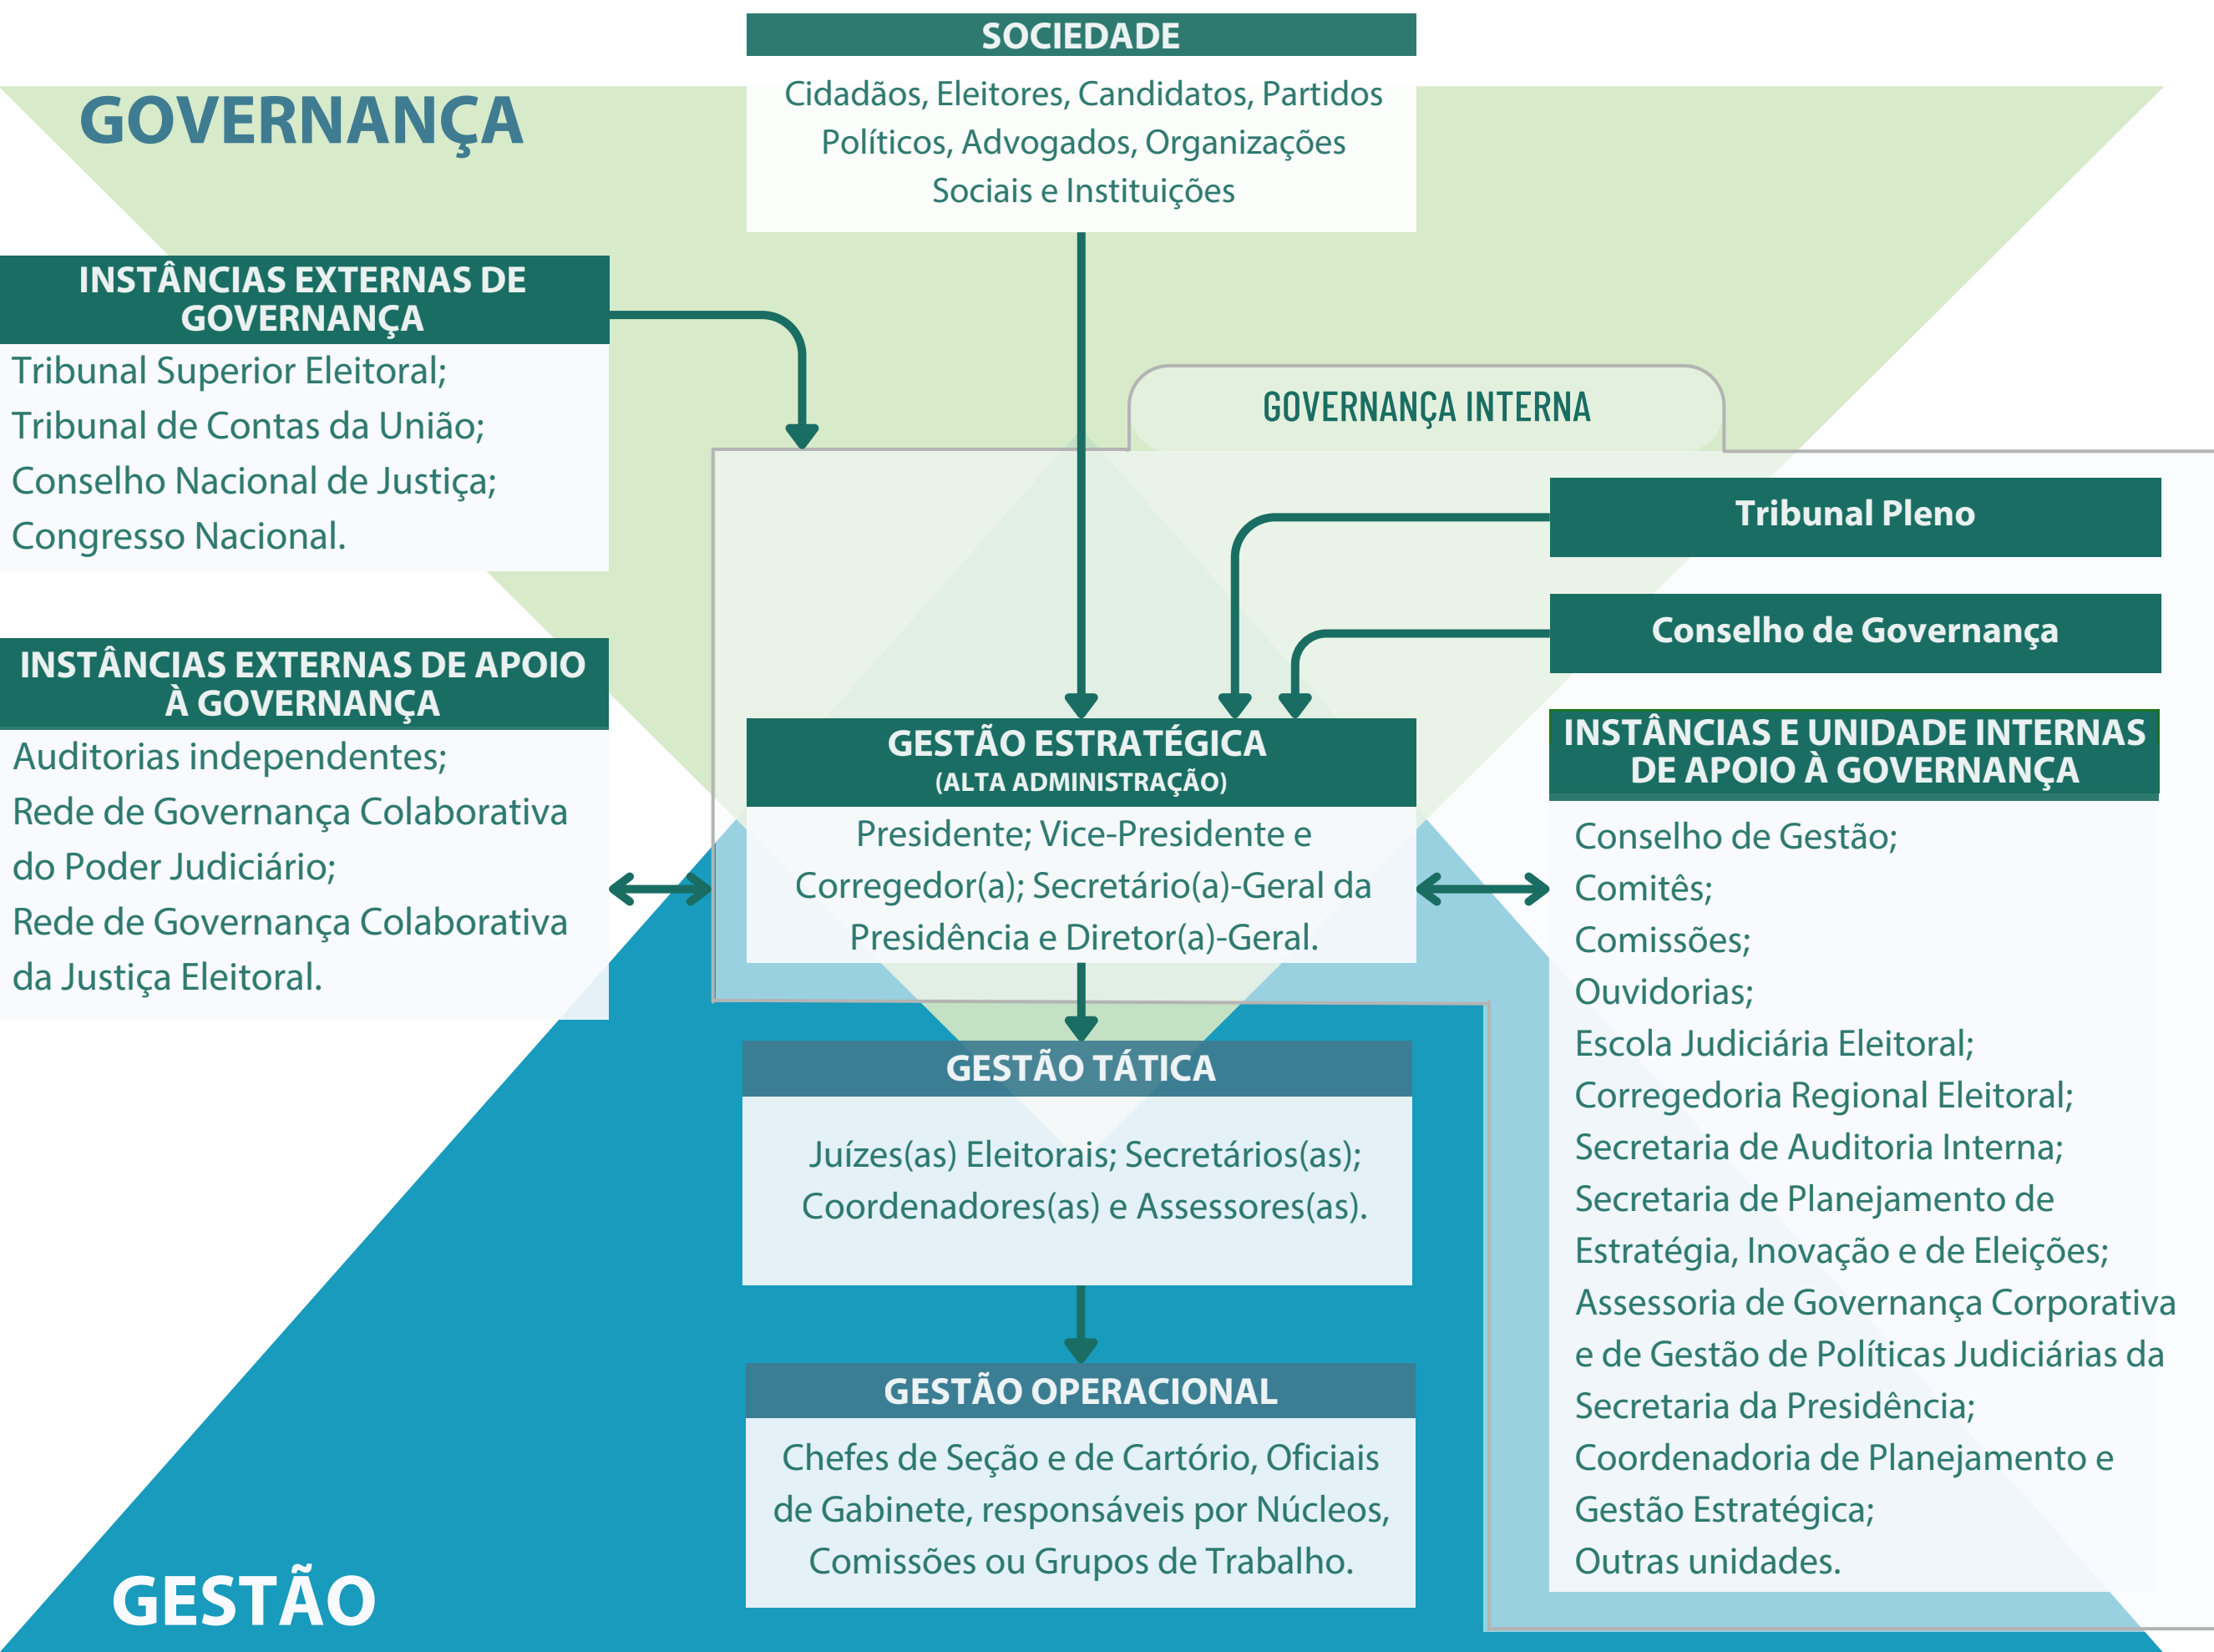 SOCIEDADE
Cidadãos, Eleitores, Candidatos, Partidos
Políticos, Advogados, Organizações
Sociais e Instituições
GOVERNANÇA
INSTÂNCIAS EXTERNAS DE
GOVERNANÇA
Tribunal Superior Eleitoral;
Tribunal de Contas da União;
Conselho Nacional de Justiça;
Congresso Nacional.
GOVERNANÇA INTERNA
Tribunal Pleno
Conselho de Governança
INSTÂNCIAS EXTERNAS DE APOIO
À GOVERNANÇA
Auditorias independentes;
Rede de Governança Colaborativa
do Poder Judiciário;
Rede de Governança Colaborativa
da Justiça Eleitoral.
GESTÃO ESTRATÉGICA
(ALTA ADMINISTRAÇÃO)
Presidente; Vice-Presidente e
Corregedor(a); Secretário(a)-Geral da
Presidência e Diretor(a)-Geral.
INSTÂNCIAS E UNIDADE INTERNAS
DE APOIO À GOVERNANÇA
Conselho de Gestão;
Comitês;
Comissões;
Ouvidorias;
Escola Judiciária Eleitoral;
Corregedoria Regional Eleitoral;
Secretaria de Auditoria Interna;
Secretaria de Planejamento de
Estratégia, Inovação e de Eleições;
Assessoria de Governança Corporativa
e de Gestão de Políticas Judiciárias da
Secretaria da Presidência;
Coordenadoria de Planejamento e
Gestão Estratégica;
Outras unidades.
GESTÃO TÁTICA
Juízes(as) Eleitorais; Secretários(as);
Coordenadores(as) e Assessores(as).
GESTÃO OPERACIONAL
Chefes de Seção e de Cartório, Oficiais
de Gabinete, responsáveis por Núcleos,
Comissões ou Grupos de Trabalho.
GESTÃO